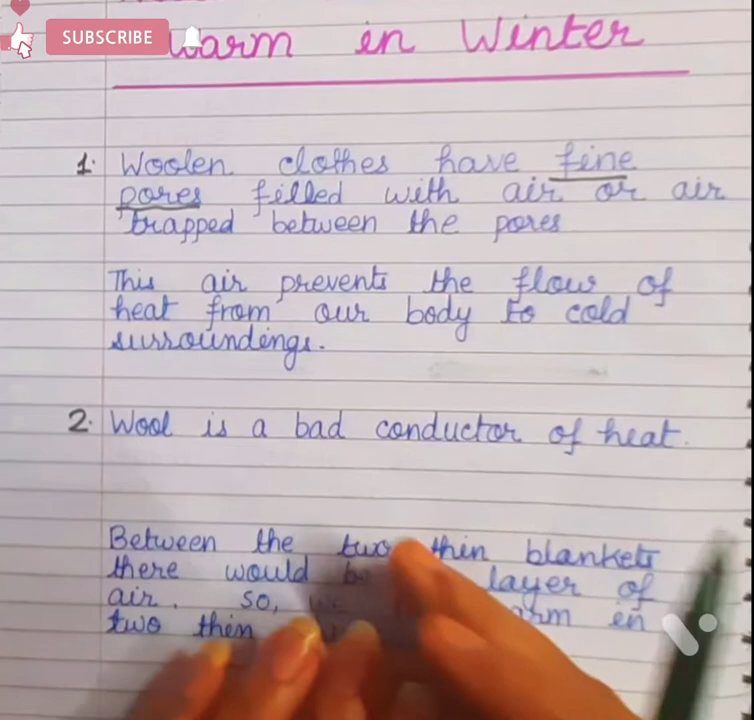 SUBSCRIBE
warm in Winter
1. Woolen clothes have fine
pores filled with air or air
trapped between the pores
This air prevents the flow of
heat from our body to cold
surroundings.
2. Wool is a bad conductor of heat.
Between the two thin blankets
there would layer of
air. so, in
two thin